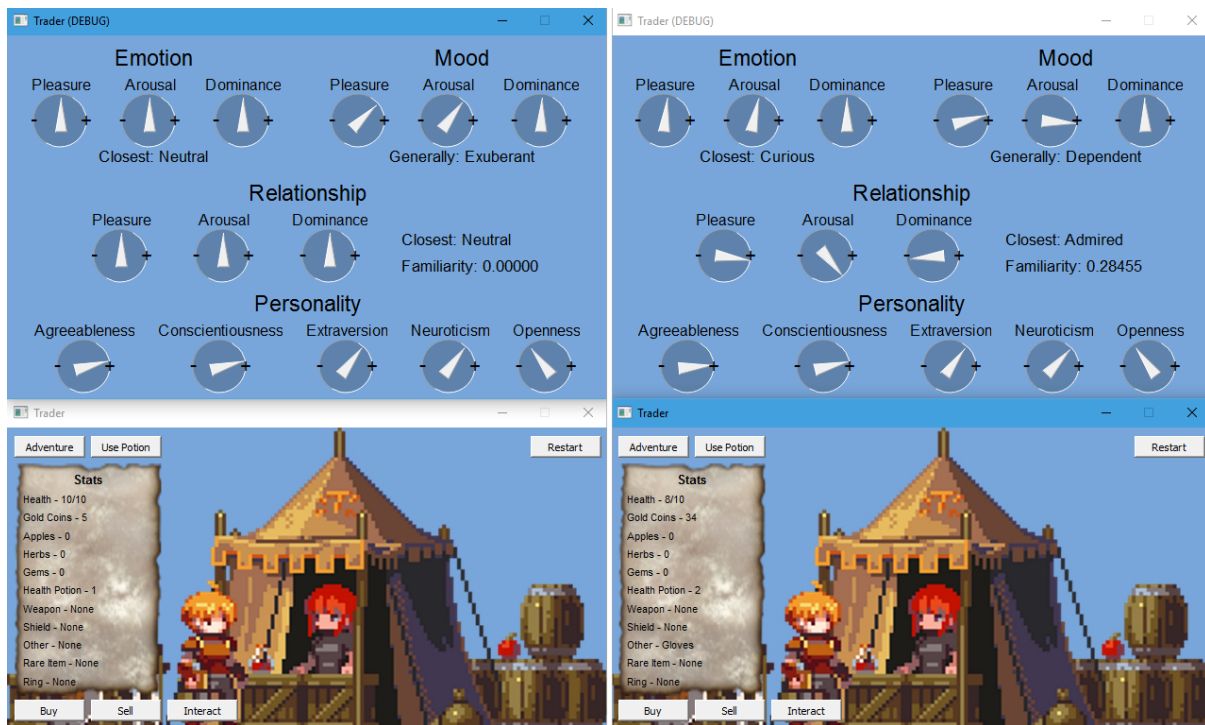 Trader (DEBUG)
Emotion
Mood
Pleasure Arousal Dominance
Pleasure Arousal Dominance
- + - + - +
- + - + - +
Closest: Neutral
Generally: Exuberant
Relationship
Pleasure Arousal Dominance
- + - + - +
Closest: Neutral
Familiarity: 0.00000
Personality
Agreeableness Conscientiousness Extraversion Neuroticism Openness
- + - + - + - + - +
Trader
Adventure Use Potion Restart
Stats
Health - 10/10
Gold Coins - 5
Apples - 0
Herbs - 0
Gems - 0
Health Potion - 1
Weapon - None
Shield - None
Other - None
Rare Item - None
Ring - None
Buy Sell Interact
Trader (DEBUG)
Emotion
Mood
Pleasure Arousal Dominance
Pleasure Arousal Dominance
- + - + - +
- + - + - +
Closest: Curious
Generally: Dependent
Relationship
Pleasure Arousal Dominance
- + - + - +
Closest: Admired
Familiarity: 0.28455
Personality
Agreeableness Conscientiousness Extraversion Neuroticism Openness
- + - + - + - + - +
Trader
Adventure Use Potion Restart
Stats
Health - 8/10
Gold Coins - 34
Apples - 0
Herbs - 0
Gems - 0
Health Potion - 2
Weapon - None
Shield - None
Other - Gloves
Rare Item - None
Ring - None
Buy Sell Interact